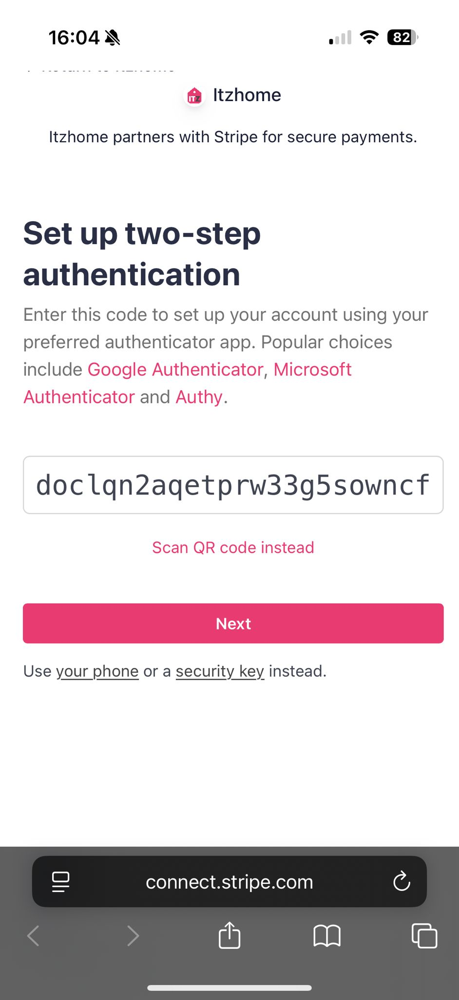 16:04
82
ITZ
Itzhome
Itzhome partners with Stripe for secure payments.
Set up two-step
authentication
Enter this code to set up your account using your
preferred authenticator app. Popular choices
include Google Authenticator, Microsoft
Authenticator and Authy.
doclqn2aqetprw33g5sowncf
Scan QR code instead
Next
Use your phone or a security key instead.
connect.stripe.com